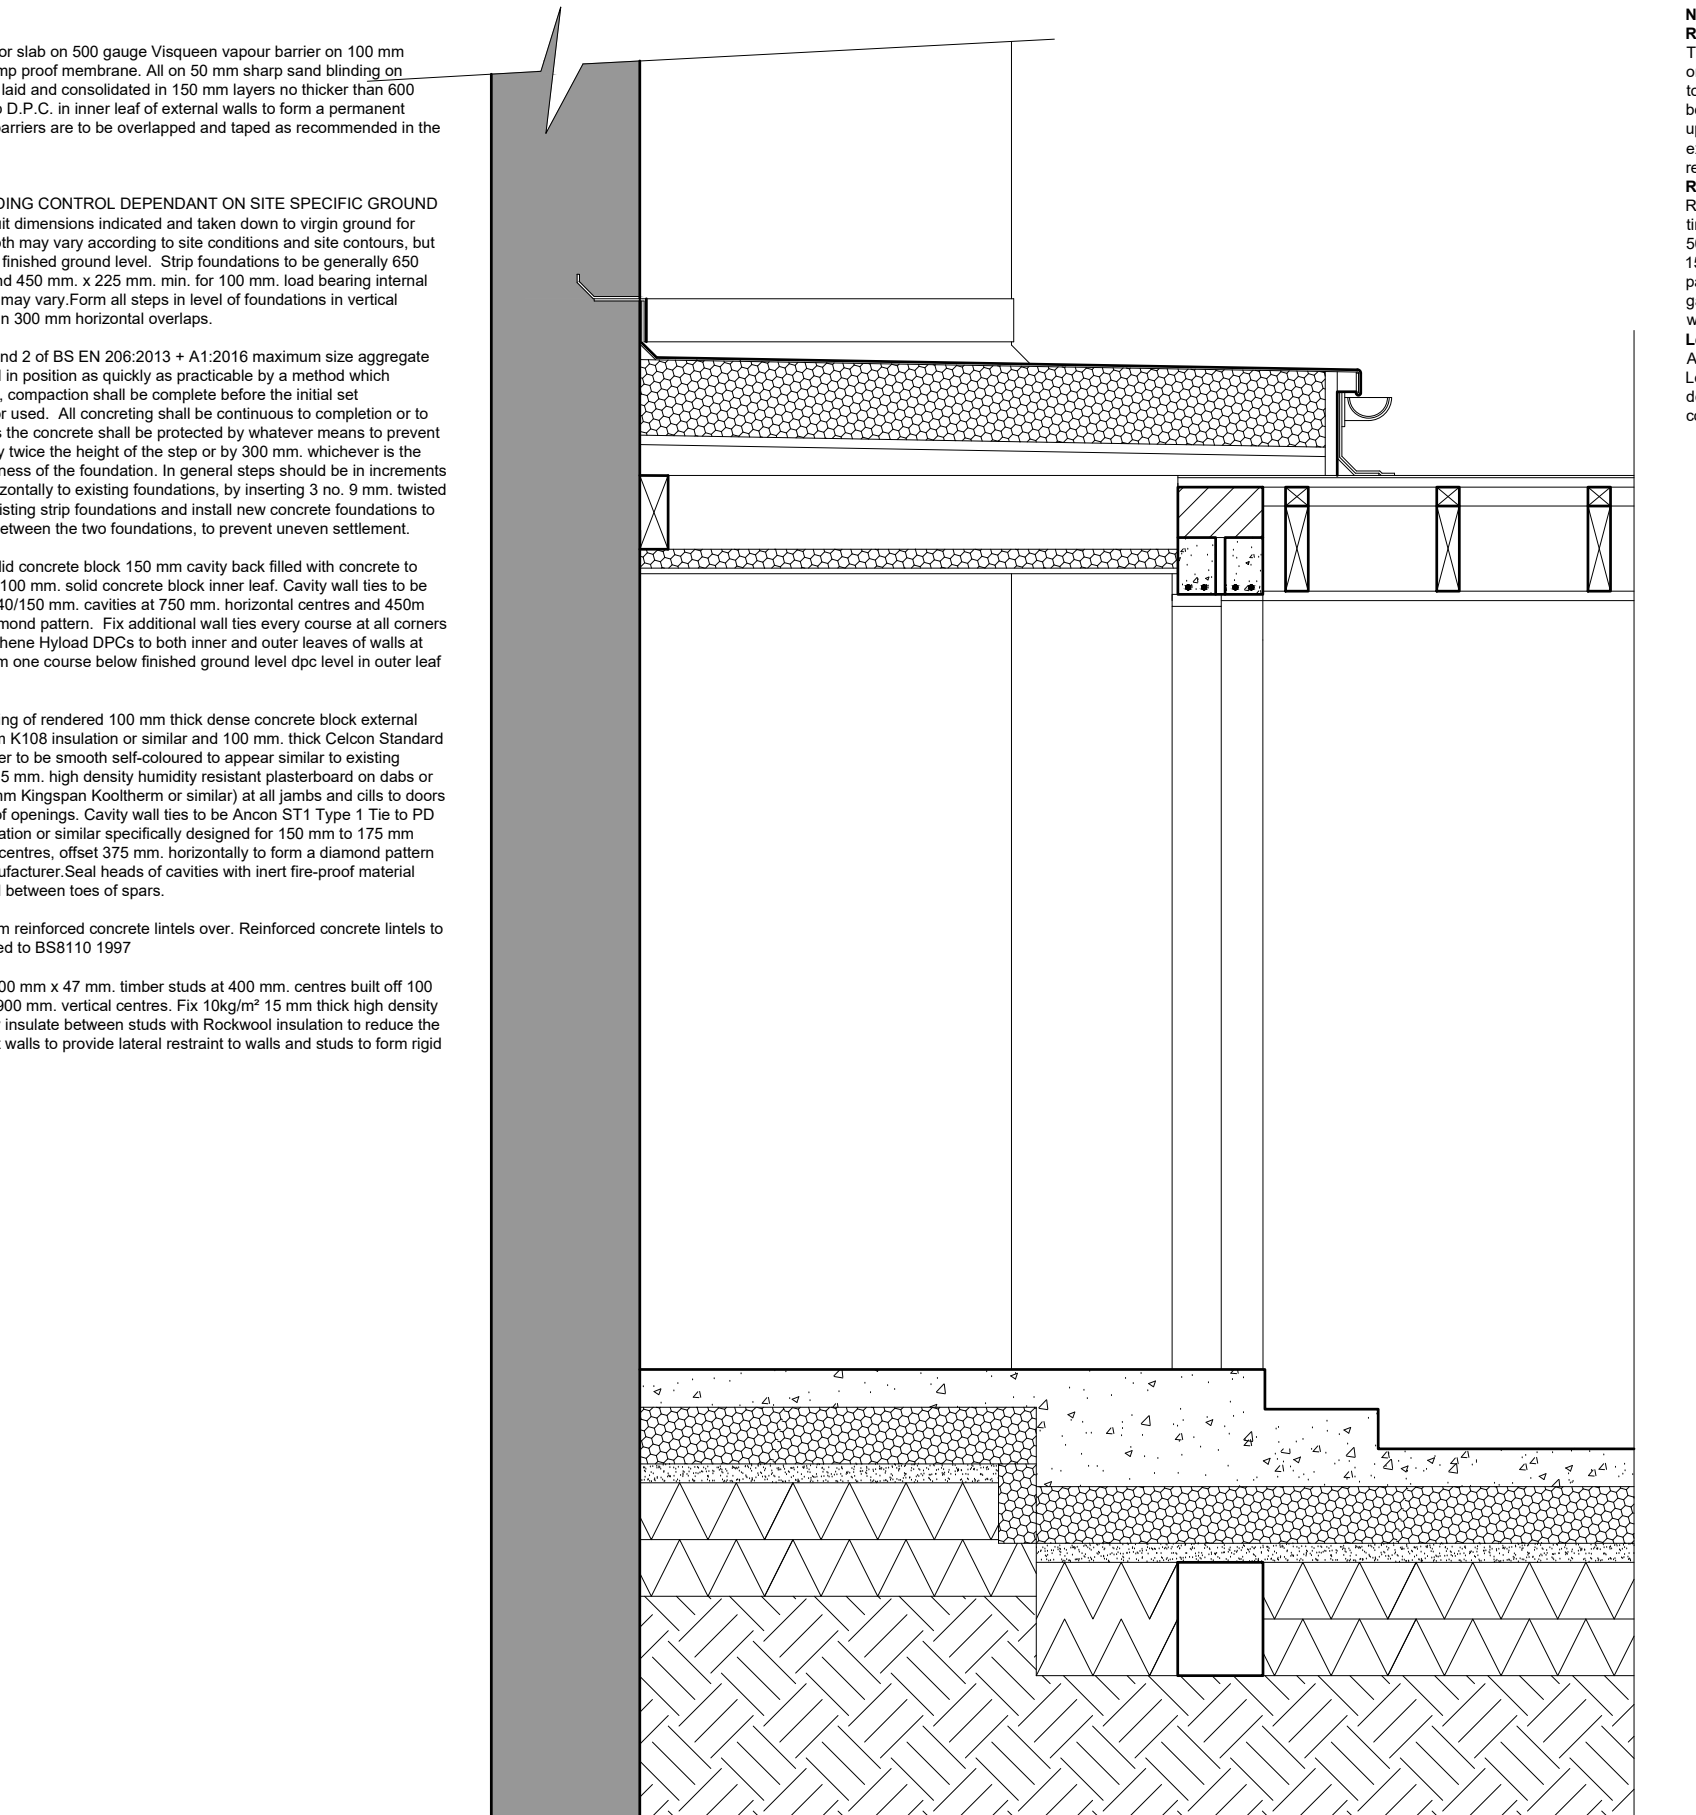 or slab on 500 gauge Visqueen vapour barrier on 100 mm
mp proof membrane. All on 50 mm sharp sand blinding on
laid and consolidated in 150 mm layers no thicker than 600
D.P.C. in inner leaf of external walls to form a permanent
barriers are to be overlapped and taped as recommended in the
DING CONTROL DEPENDANT ON SITE SPECIFIC GROUND
uit dimensions indicated and taken down to virgin ground for
oth may vary according to site conditions and site contours, but
finished ground level. Strip foundations to be generally 650
nd 450 mm. x 225 mm. min. for 100 mm. load bearing internal
may vary.Form all steps in level of foundations in vertical
n 300 mm horizontal overlaps.
nd 2 of BS EN 206:2013 + A1:2016 maximum size aggregate
d in position as quickly as practicable by a method which
, compaction shall be complete before the initial set
or used. All concreting shall be continuous to completion or to
s the concrete shall be protected by whatever means to prevent
y twice the height of the step or by 300 mm. whichever is the
ness of the foundation. In general steps should be in increments
zontally to existing foundations, by inserting 3 no. 9 mm. twisted
isting strip foundations and install new concrete foundations to
between the two foundations, to prevent uneven settlement.
lid concrete block 150 mm cavity back filled with concrete to
100 mm. solid concrete block inner leaf. Cavity wall ties to be
40/150 mm. cavities at 750 mm. horizontal centres and 450m
mond pattern. Fix additional wall ties every course at all corners
thene Hyload DPCs to both inner and outer leaves of walls at
m one course below finished ground level dpc level in outer leaf
ng of rendered 100 mm thick dense concrete block external
m K108 insulation or similar and 100 mm. thick Celcon Standard
er to be smooth self-coloured to appear similar to existing
5 mm. high density humidity resistant plasterboard on dabs or
mm Kingspan Kooltherm or similar) at all jambs and cills to doors
of openings. Cavity wall ties to be Ancon ST1 Type 1 Tie to PD
ation or similar specifically designed for 150 mm to 175 mm
centres, offset 375 mm. horizontally to form a diamond pattern
ufacturer.Seal heads of cavities with inert fire-proof material
d between toes of spars.
m reinforced concrete lintels over. Reinforced concrete lintels to
ed to BS8110 1997
00 mm x 47 mm. timber studs at 400 mm. centres built off 100
900 mm. vertical centres. Fix 10kg/m² 15 mm thick high density
insulate between studs with Rockwool insulation to reduce the
t walls to provide lateral restraint to walls and studs to form rigid